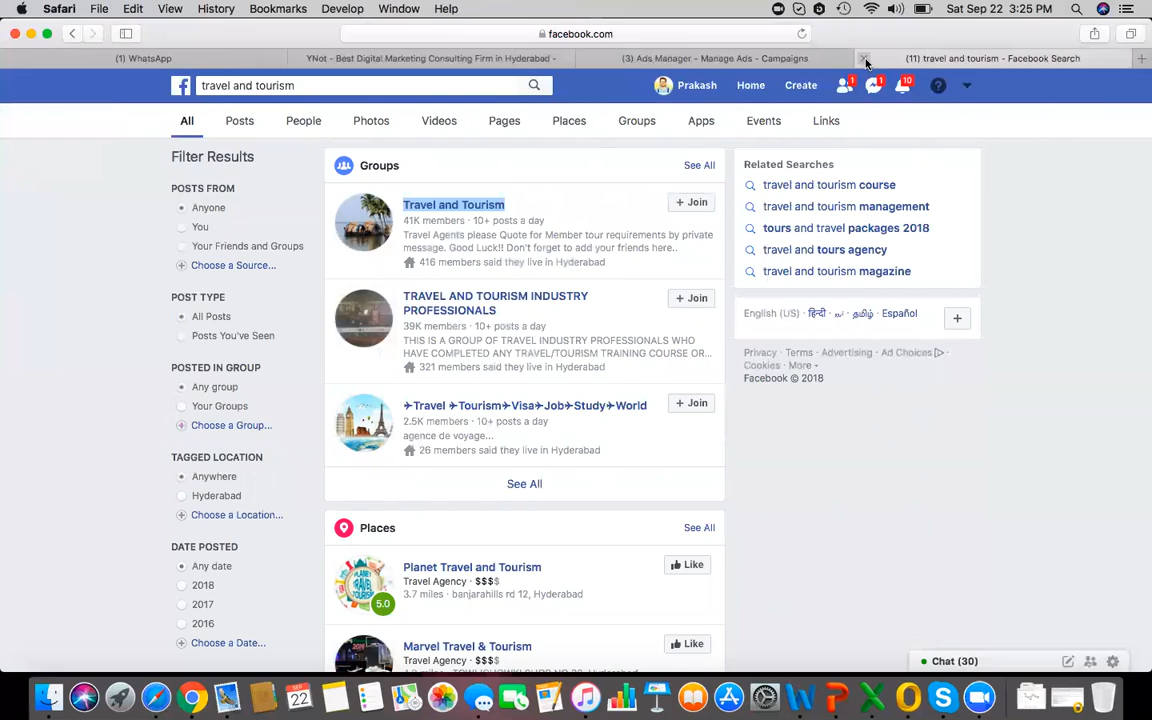 Safari File Edit View History Bookmarks Develop Window Help Sat Sep 22 3:25 PM
facebook.com
(1) WhatsApp YNot - Best Digital Marketing Consulting Firm in Hyderabad - (3) Ads Manager - Manage Ads - Campaigns (11) travel and tourism - Facebook Search
travel and tourism Prakash Home Create 1 1 10
All Posts People Photos Videos Pages Places Groups Apps Events Links
Filter Results
POSTS FROM
Anyone
You
Your Friends and Groups
Choose a Source...
POST TYPE
All Posts
Posts You've Seen
POSTED IN GROUP
Any group
Your Groups
Choose a Group...
TAGGED LOCATION
Anywhere
Hyderabad
Choose a Location...
DATE POSTED
Any date
2018
2017
2016
Choose a Date...
Groups See All
Travel and Tourism + Join
41K members · 10+ posts a day
Travel Agents please Quote for Member tour requirements by private
message. Good Luck!! Don't forget to add your friends here..
416 members said they live in Hyderabad
TRAVEL AND TOURISM INDUSTRY + Join
PROFESSIONALS
39K members · 10+ posts a day
THIS IS A GROUP OF TRAVEL INDUSTRY PROFESSIONALS WHO
HAVE COMPLETED ANY TRAVEL/TOURISM TRAINING COURSE OR...
321 members said they live in Hyderabad
✈Travel ✈Tourism✈Visa✈Job✈Study✈World + Join
2.5K members · 10+ posts a day
agence de voyage...
26 members said they live in Hyderabad
See All
Places See All
Planet Travel and Tourism Like
Travel Agency · $$$$
3.7 miles · banjarahills rd 12, Hyderabad
PLANET TRAVEL TOURISM
5.0
Marvel Travel & Tourism Like
Travel Agency · $$$$
Related Searches
travel and tourism course
travel and tourism management
tours and travel packages 2018
travel and tours agency
travel and tourism magazine
English (US) · हिन्दी · اردو · தமிழ் · Español
Privacy · Terms · Advertising · Ad Choices ·
Cookies · More
Facebook © 2018
Chat (30)